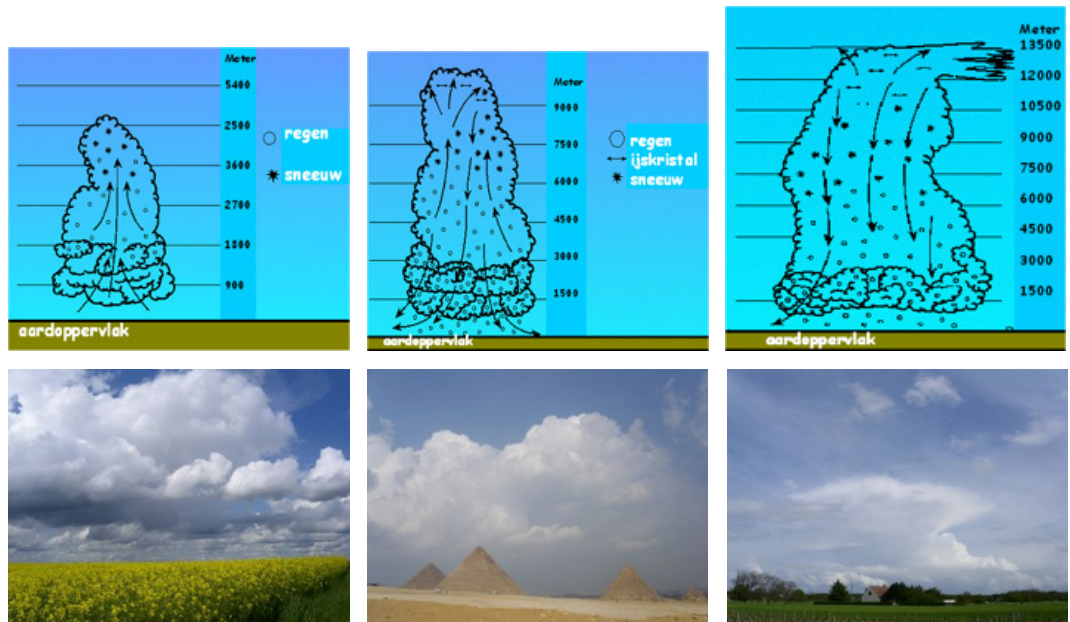 Meter
5400
2500
3600
2700
1800
900
regen
sneeuw
aardoppervlak
Meter
9000
7500
6000
4500
3000
1500
regen
ijskristal
sneeuw
aardoppervlak
Meter
13500
12000
10500
9000
7500
6000
4500
3000
1500
aardoppervlak